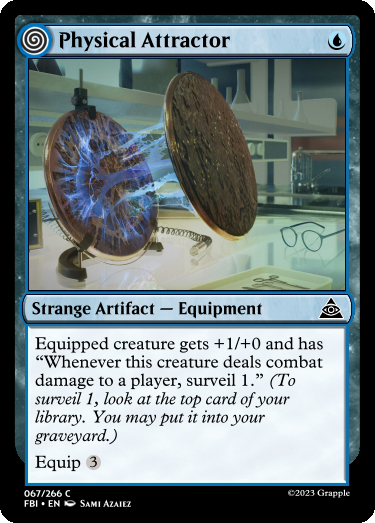 Physical Attractor
Strange Artifact — Equipment
Equipped creature gets +1/+0 and has
“Whenever this creature deals combat
damage to a player, surveil 1.” (To
surveil 1, look at the top card of your
library. You may put it into your
graveyard.)
Equip 3
067/266 C
©2023 Grapple
FBI • EN Sami Azaiez